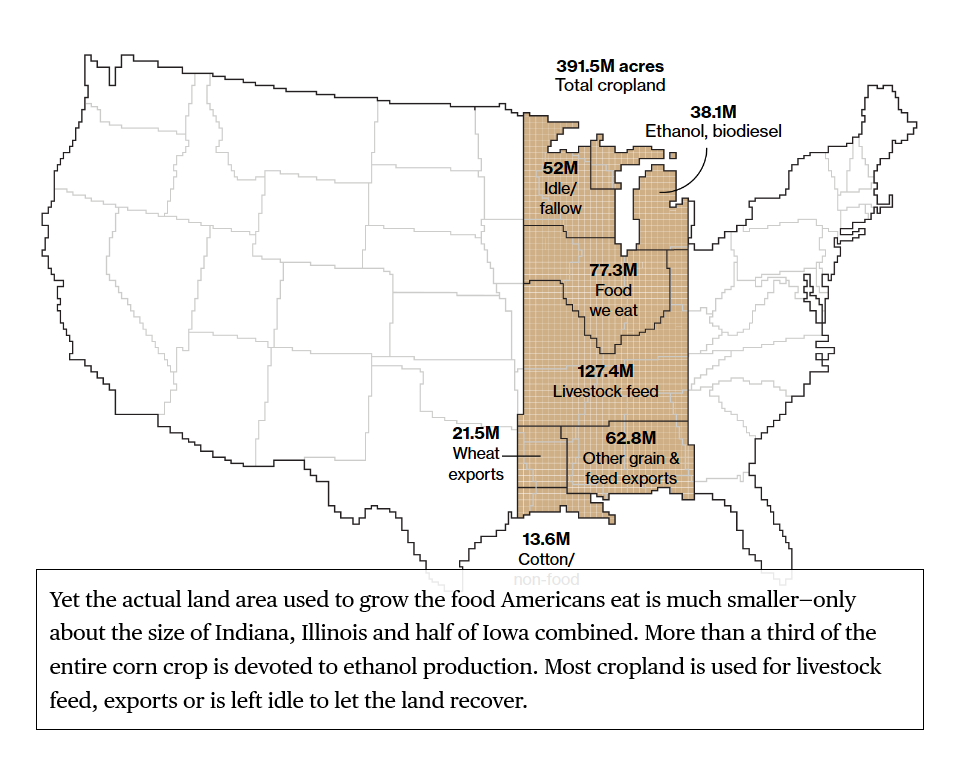 391.5M acres
Total cropland
38.1M
Ethanol, biodiesel
52M
Idle/
fallow
77.3M
Food
we eat
127.4M
Livestock feed
21.5M
Wheat
exports
62.8M
Other grain &
feed exports
13.6M
Cotton/
non-food
Yet the actual land area used to grow the food Americans eat is much smaller—only
about the size of Indiana, Illinois and half of Iowa combined. More than a third of the
entire corn crop is devoted to ethanol production. Most cropland is used for livestock
feed, exports or is left idle to let the land recover.